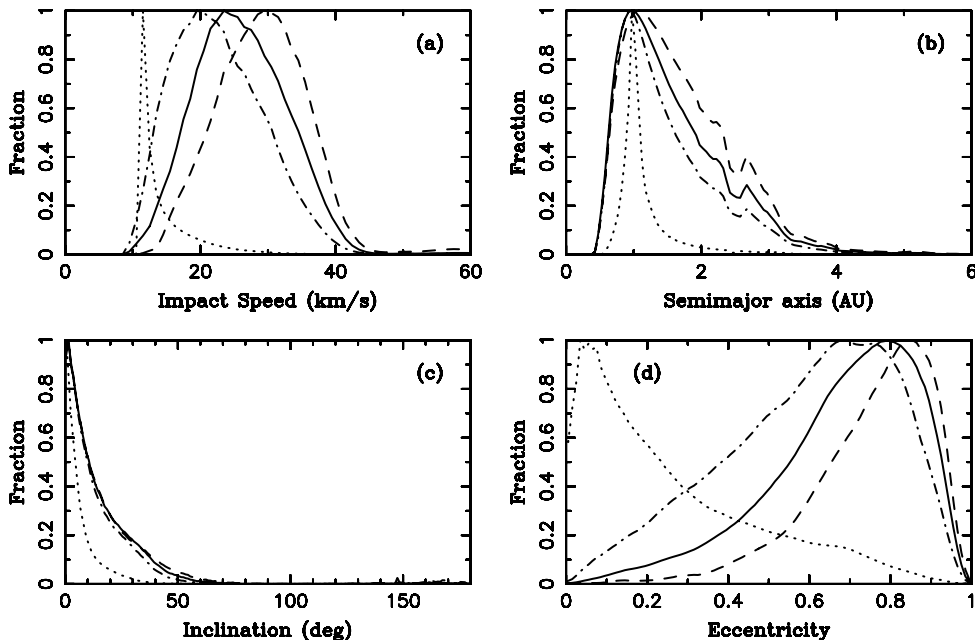 (a)
Fraction
0 0.2 0.4 0.6 0.8 1
0 20 40 60
Impact Speed (km/s)
(b)
Fraction
0 0.2 0.4 0.6 0.8 1
0 2 4 6
Semimajor axis (AU)
(c)
Fraction
0 0.2 0.4 0.6 0.8 1
0 50 100 150
Inclination (deg)
(d)
Fraction
0 0.2 0.4 0.6 0.8 1
0 0.2 0.4 0.6 0.8 1
Eccentricity